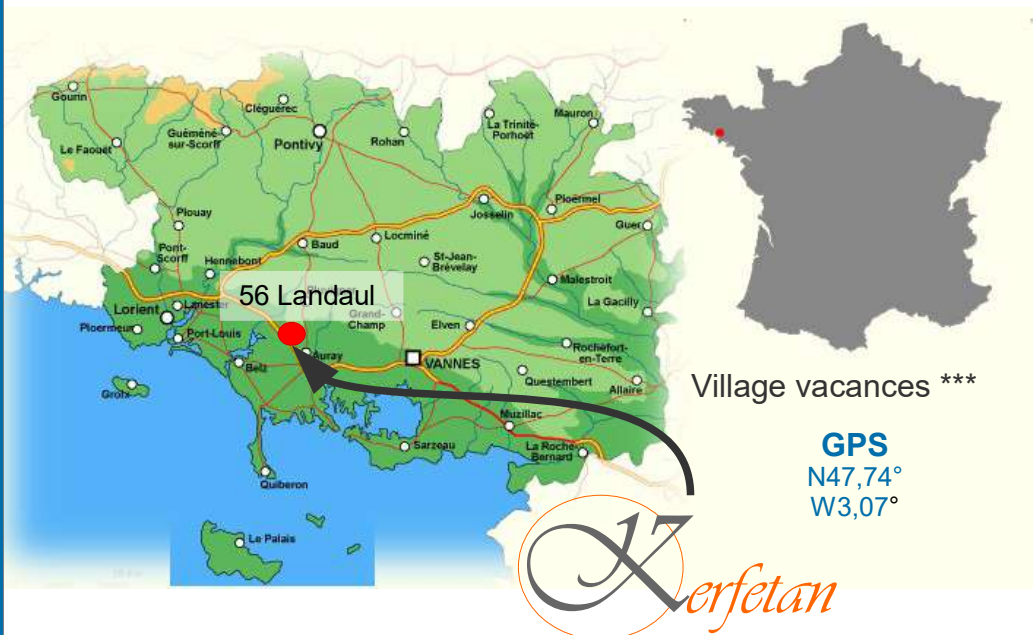 Gourin
Cléguérec
Mauron
La Trinité-
Porhoët
Guéméné-
sur-Scorff
Pontivy
Rohan
Le Faouët
Ploërmel
Josselin
Plouay
Guer
Baud
Locminé
Pont-
Scorff
St-Jean-
Brévelay
Hennebont
Malestroit
56 Landaul
La Gacilly
Lanester
Lorient
Grand-
Champ
Ploemeur
Port-Louis
Elven
Rochefort-
en-Terre
Auray
VANNES
Belz
Questembert
Allaire
Groix
Muzillac
Sarzeau
La Roche-
Bernard
Quiberon
Le Palais
Village vacances ***
GPS
N47,74°
W3,07°
Kerfetan